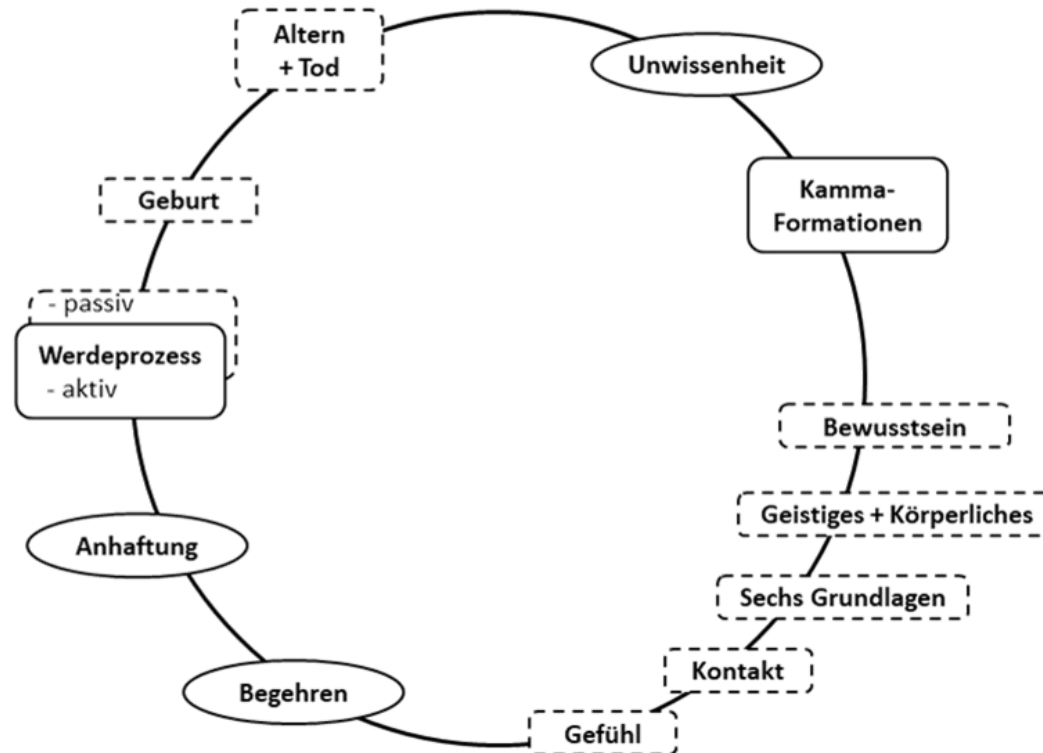 Altern
+ Tod
Unwissenheit
Kamma-
Formationen
Geburt
- passiv
Werdeprozess
- aktiv
Bewusstsein
Geistiges + Körperliches
Sechs Grundlagen
Anhaftung
Kontakt
Begehren
Gefühl